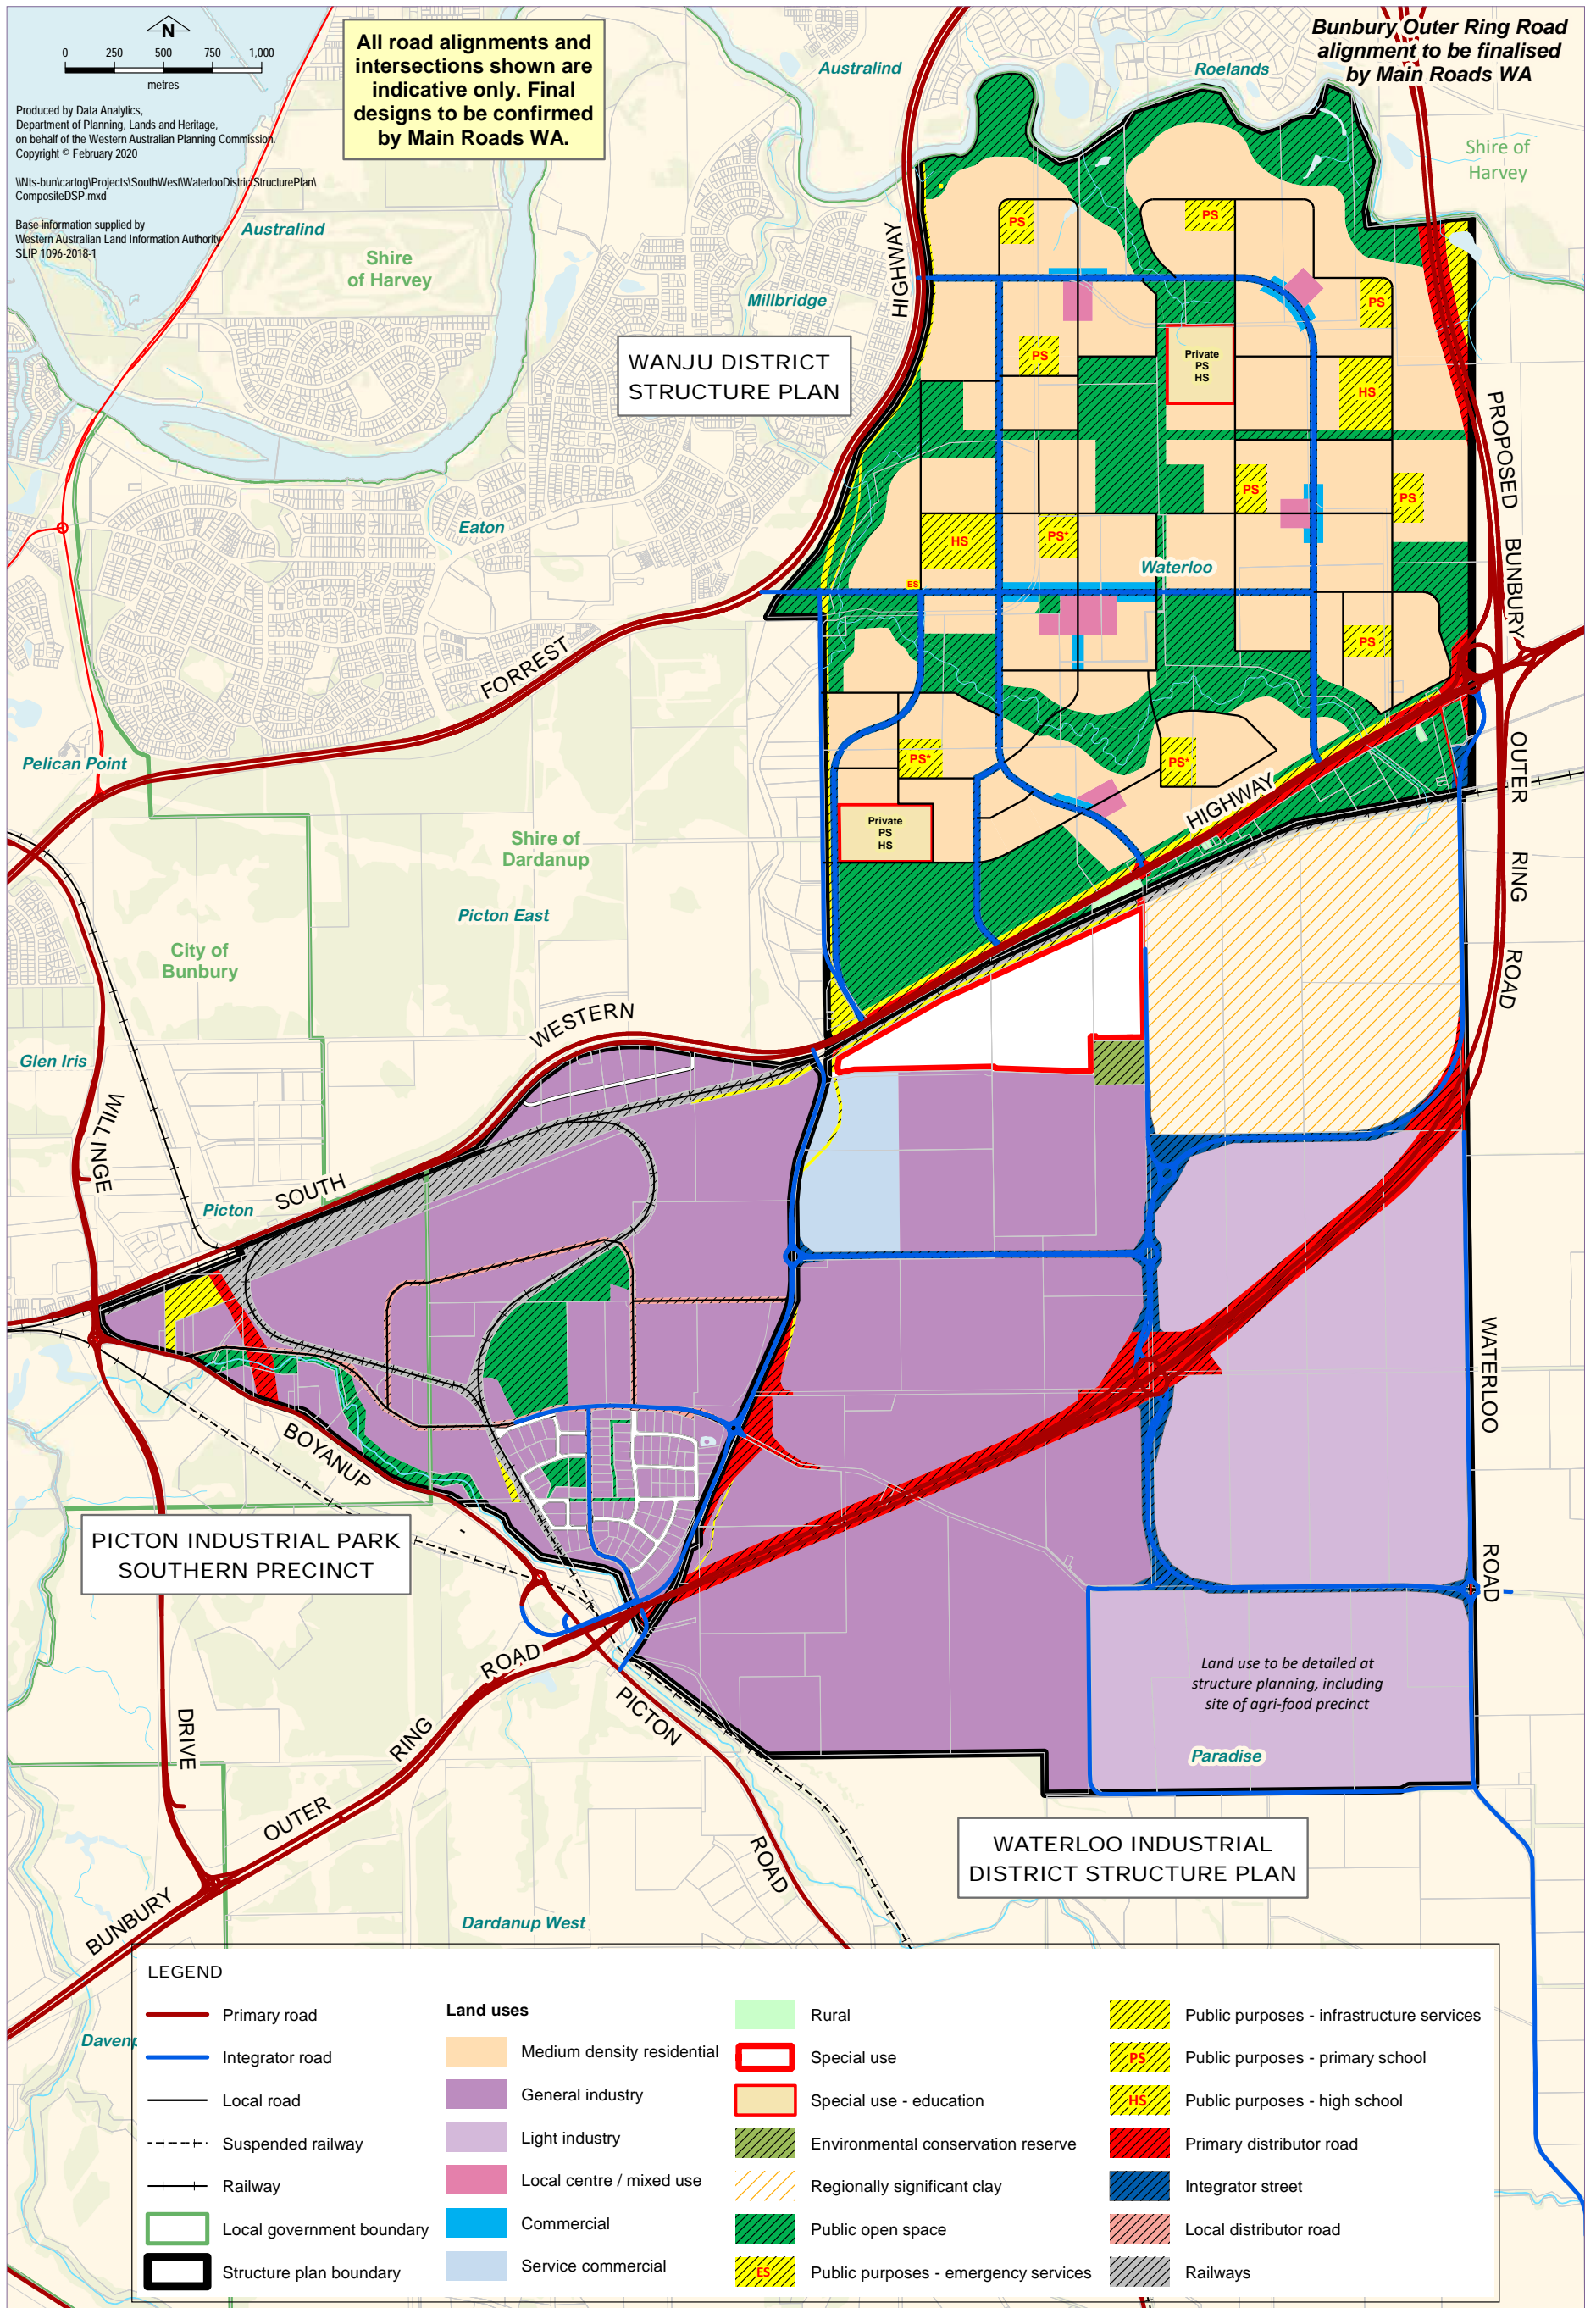 N
0 250 500 750 1,000
metres
Produced by Data Analytics,
Department of Planning, Lands and Heritage,
on behalf of the Western Australian Planning Commission.
Copyright © February 2020
\\Nts-bun\cartog\Projects\SouthWest\WaterlooDistrictStructurePlan\
CompositeDSP.mxd
Base information supplied by
Western Australian Land Information Authority
SLIP 1096-2018-1
All road alignments and
intersections shown are
indicative only. Final
designs to be confirmed
by Main Roads WA.
Bunbury Outer Ring Road
alignment to be finalised
by Main Roads WA
Australind
Roelands
Shire of
Harvey
Australind
Shire
of Harvey
Millbridge
HIGHWAY
WANJU DISTRICT
STRUCTURE PLAN
PS
PS
PS
PS
Private
PS
HS
HS
PROPOSED
BUNBURY
OUTER
RING
ROAD
PS
PS
HS
PS*
Eaton
Waterloo
ES
PS
FORREST
Pelican Point
PS*
PS*
HIGHWAY
Private
PS
HS
Shire of
Dardanup
Picton East
City of
Bunbury
WESTERN
Glen Iris
WILLINGE
SOUTH
Picton
BOYANUP
WATERLOO
ROAD
PICTON INDUSTRIAL PARK
SOUTHERN PRECINCT
ROAD
PICTON
Land use to be detailed at
structure planning, including
site of agri-food precinct
Paradise
DRIVE
RING
OUTER
ROAD
WATERLOO INDUSTRIAL
DISTRICT STRUCTURE PLAN
BUNBURY
Dardanup West
LEGEND
Primary road
Integrator road
Local road
Suspended railway
Railway
Local government boundary
Structure plan boundary
Land uses
Medium density residential
General industry
Light industry
Local centre / mixed use
Commercial
Service commercial
Rural
Special use
Special use - education
Environmental conservation reserve
Regionally significant clay
Public open space
ES Public purposes - emergency services
Public purposes - infrastructure services
PS Public purposes - primary school
HS Public purposes - high school
Primary distributor road
Integrator street
Local distributor road
Railways